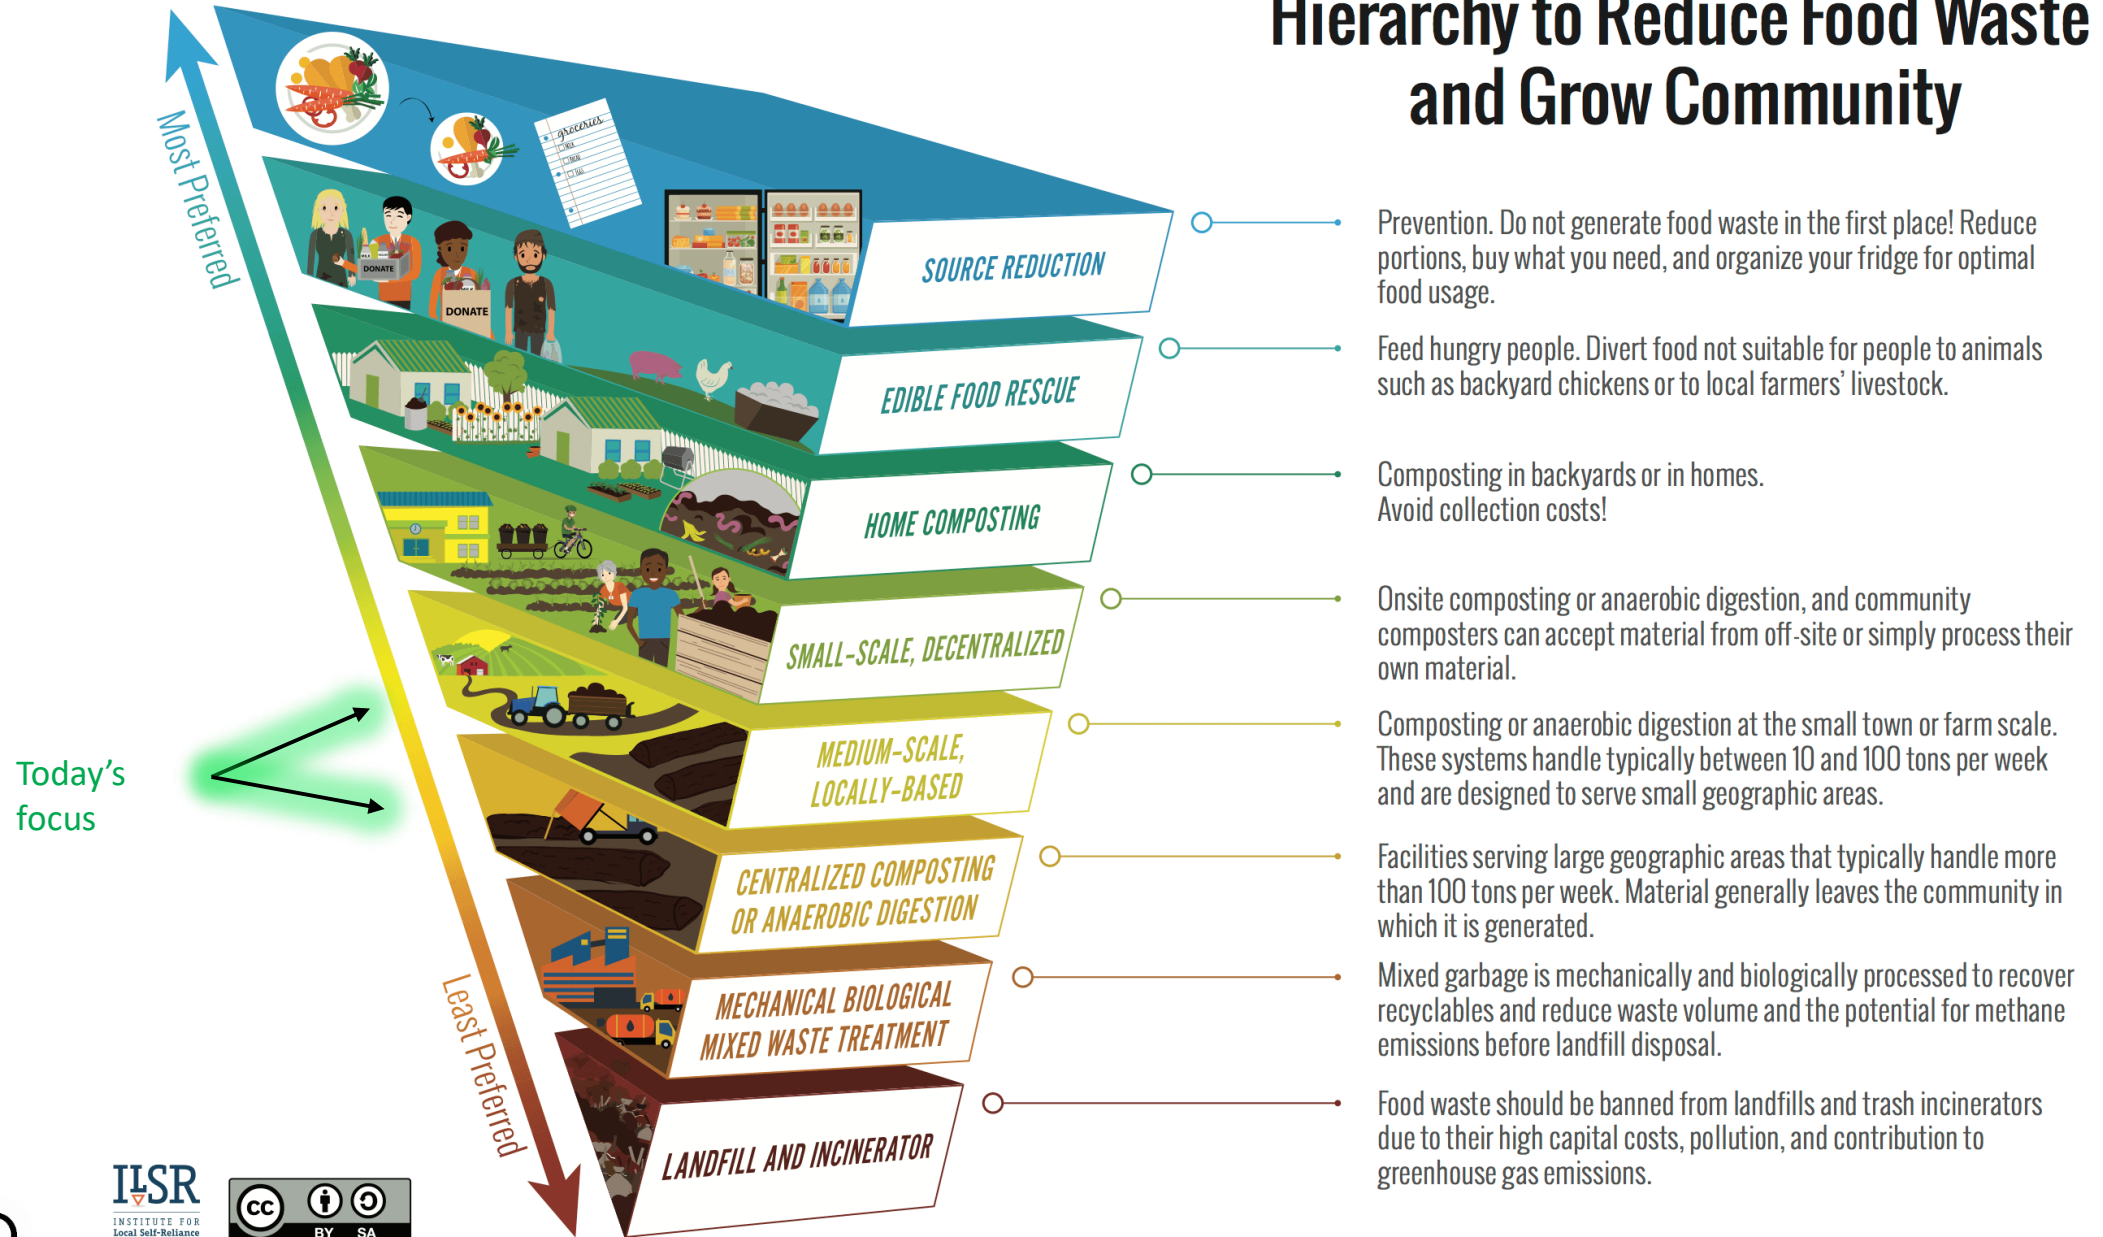 Hierarchy to Reduce Food Waste
and Grow Community
Most Preferred
groceries
DONATE
DONATE
SOURCE REDUCTION
Prevention. Do not generate food waste in the first place! Reduce
portions, buy what you need, and organize your fridge for optimal
food usage.
EDIBLE FOOD RESCUE
Feed hungry people. Divert food not suitable for people to animals
such as backyard chickens or to local farmers’ livestock.
HOME COMPOSTING
Composting in backyards or in homes.
Avoid collection costs!
SMALL-SCALE, DECENTRALIZED
Onsite composting or anaerobic digestion, and community
composters can accept material from off-site or simply process their
own material.
Today’s
focus
MEDIUM-SCALE,
LOCALLY-BASED
Composting or anaerobic digestion at the small town or farm scale.
These systems handle typically between 10 and 100 tons per week
and are designed to serve small geographic areas.
CENTRALIZED COMPOSTING
OR ANAEROBIC DIGESTION
Facilities serving large geographic areas that typically handle more
than 100 tons per week. Material generally leaves the community in
which it is generated.
MECHANICAL BIOLOGICAL
MIXED WASTE TREATMENT
Mixed garbage is mechanically and biologically processed to recover
recyclables and reduce waste volume and the potential for methane
emissions before landfill disposal.
Least Preferred
LANDFILL AND INCINERATOR
Food waste should be banned from landfills and trash incinerators
due to their high capital costs, pollution, and contribution to
greenhouse gas emissions.
ILSR
INSTITUTE FOR
Local Self-Reliance
cc
BY SA